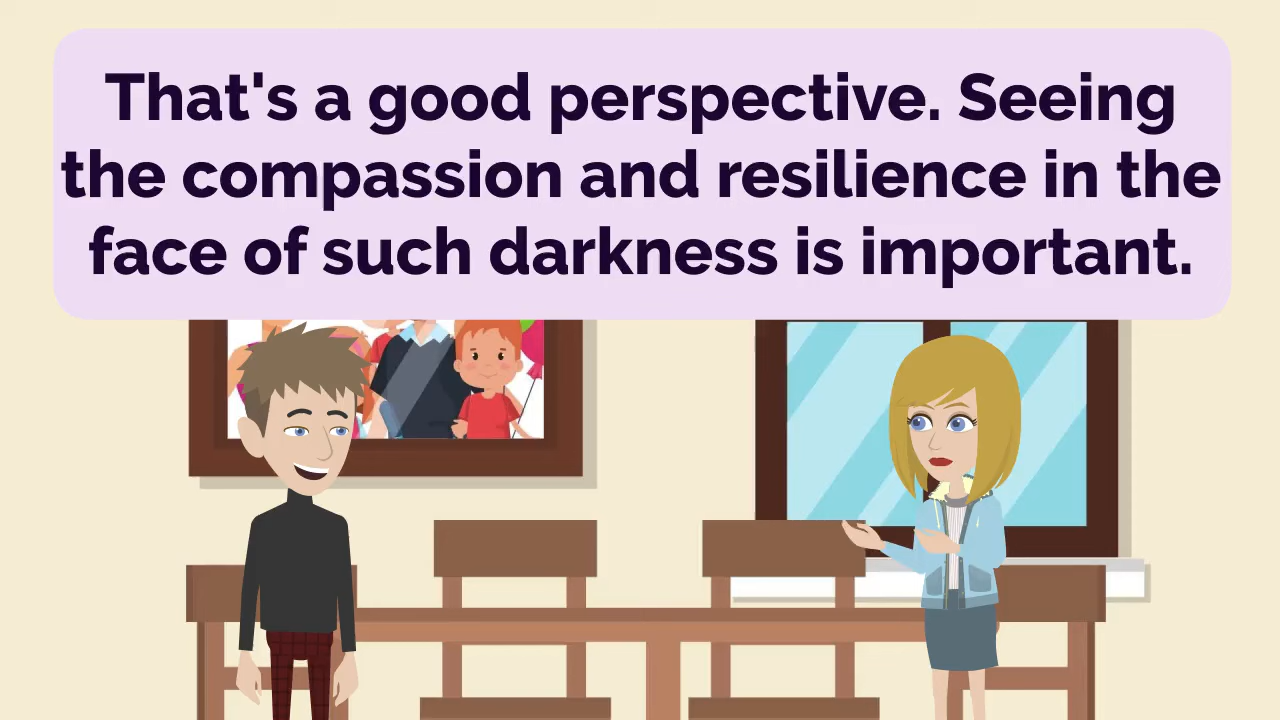 That's a good perspective. Seeing
the compassion and resilience in the
face of such darkness is important.